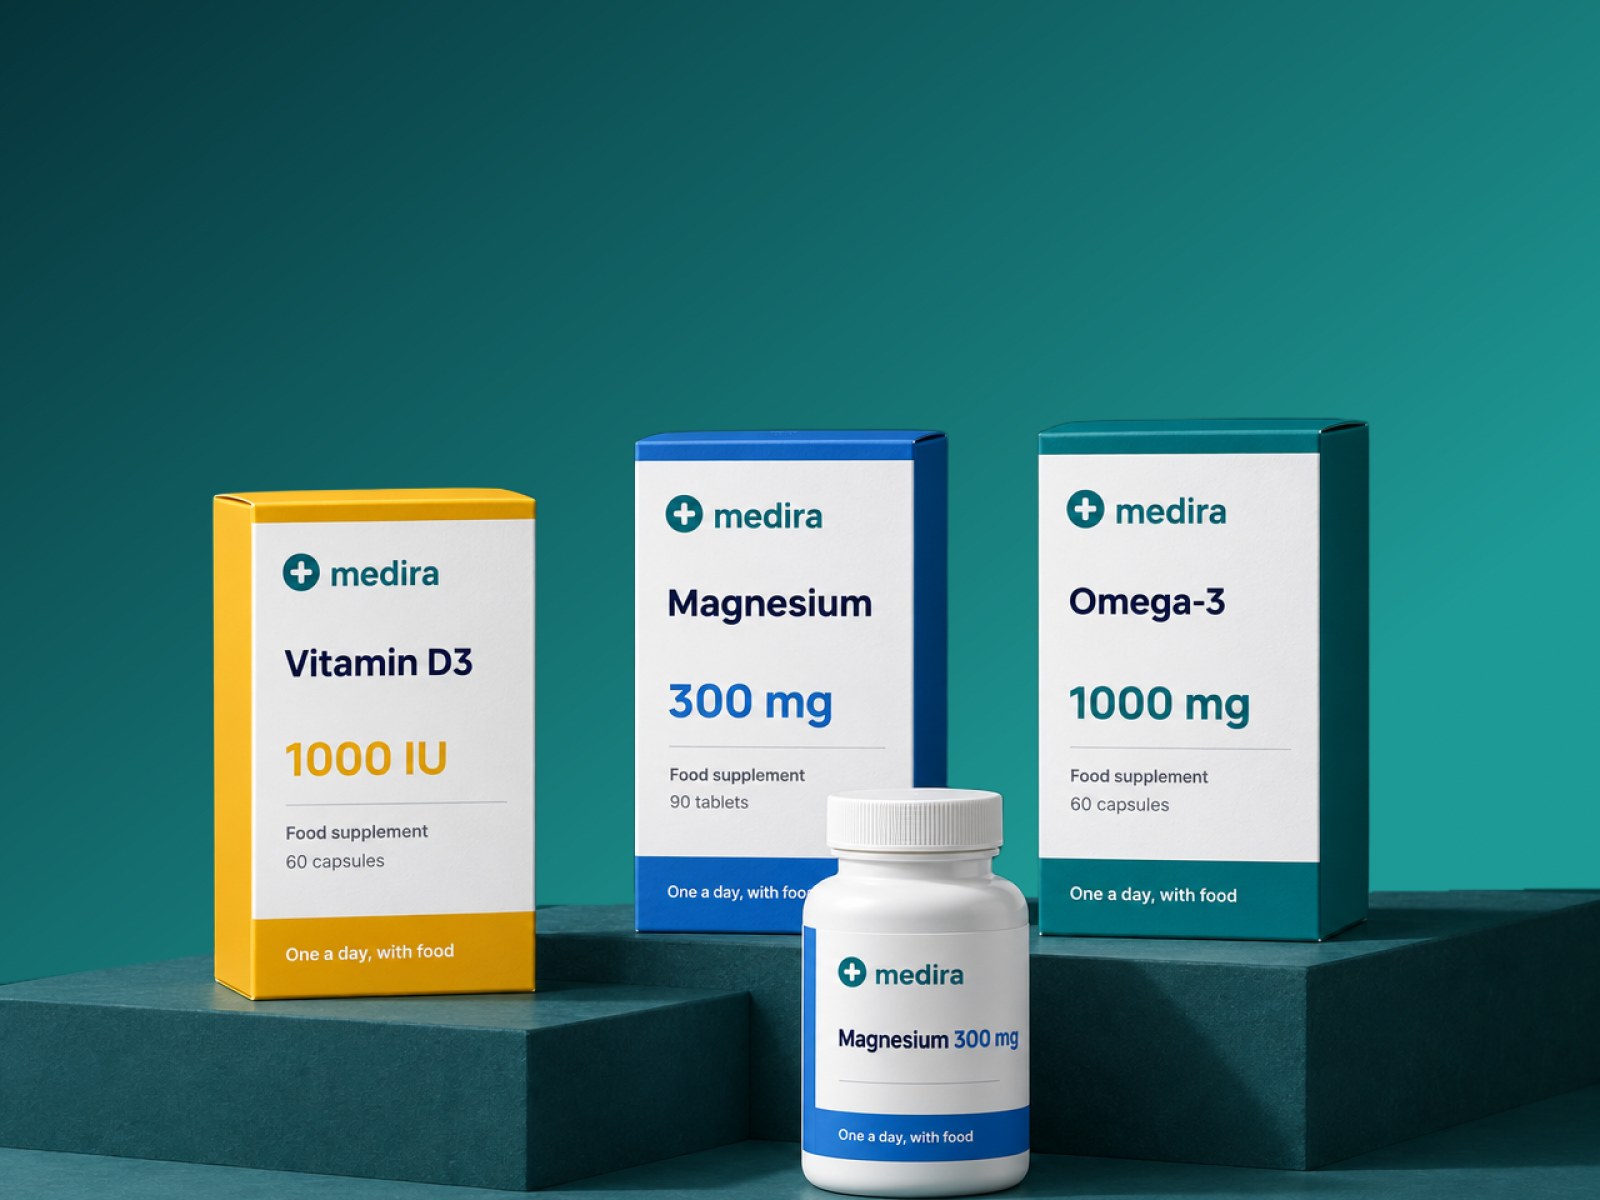 medira
Vitamin D3
1000 IU
Food supplement
60 capsules
One a day, with food
medira
Magnesium
300 mg
Food supplement
90 tablets
One a day, with food
medira
Omega-3
1000 mg
Food supplement
60 capsules
One a day, with food
medira
Magnesium 300 mg
One a day, with food